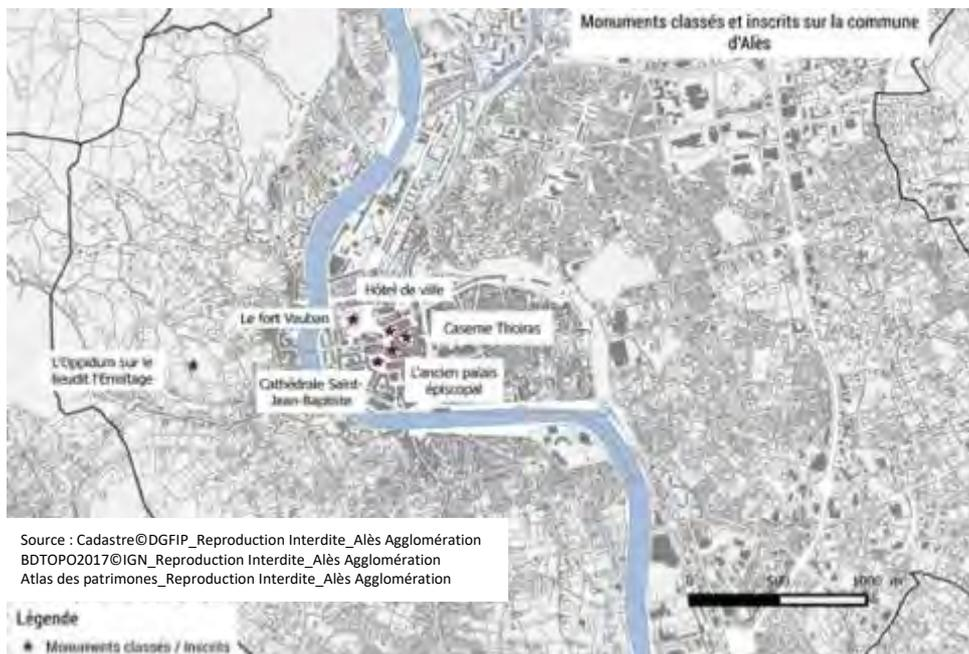 Monuments classés et inscrits sur la commune
d'Alès
Hôtel de ville
Le fort Vauban
Caserne Thoiras
L'Oppidum sur le
lieudit l'Ermitage
L'ancien palais
épiscopal
Cathédrale Saint-
Jean-Baptiste
Source : Cadastre©DGFIP_Reproduction Interdite_Alès Agglomération
BDTOPO2017©IGN_Reproduction Interdite_Alès Agglomération
Atlas des patrimones_Reproduction Interdite_Alès Agglomération
0 500 1000 m
Légende
★ Monuments classés / inscrits